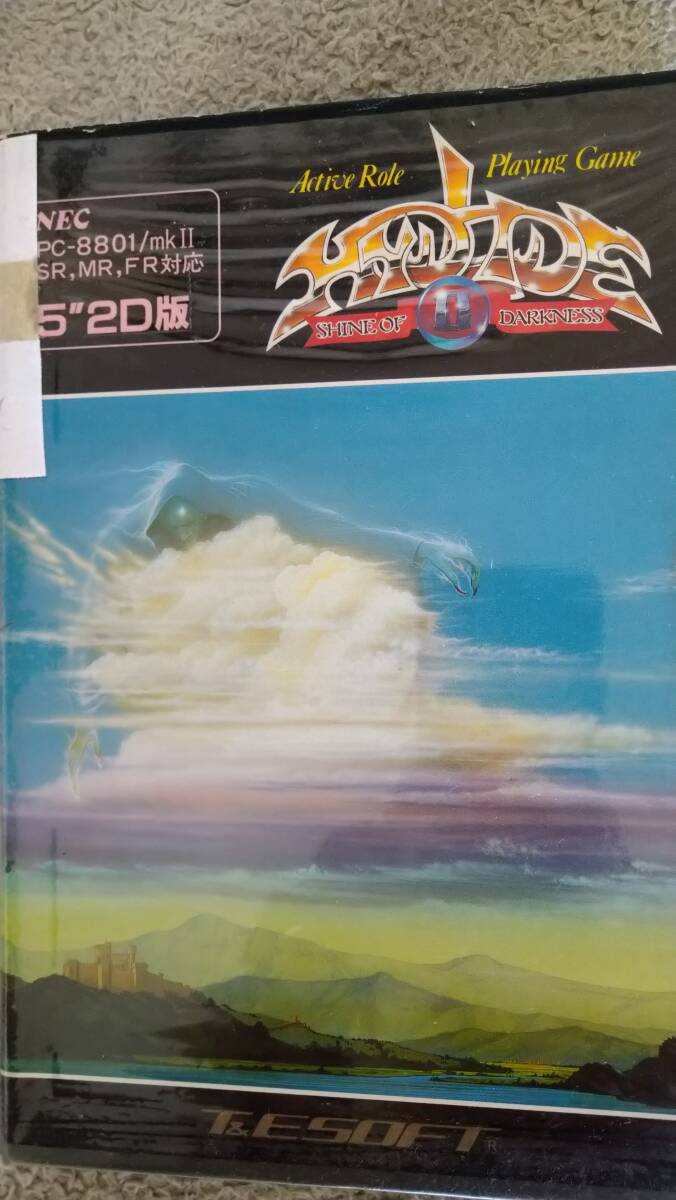 NEC
PC-8801/mkII
SR,MR,FR対応
5"2D版
Active Role Playing Game
HYDLIDE
II
SHINE OF DARKNESS
T&ESOFT
R